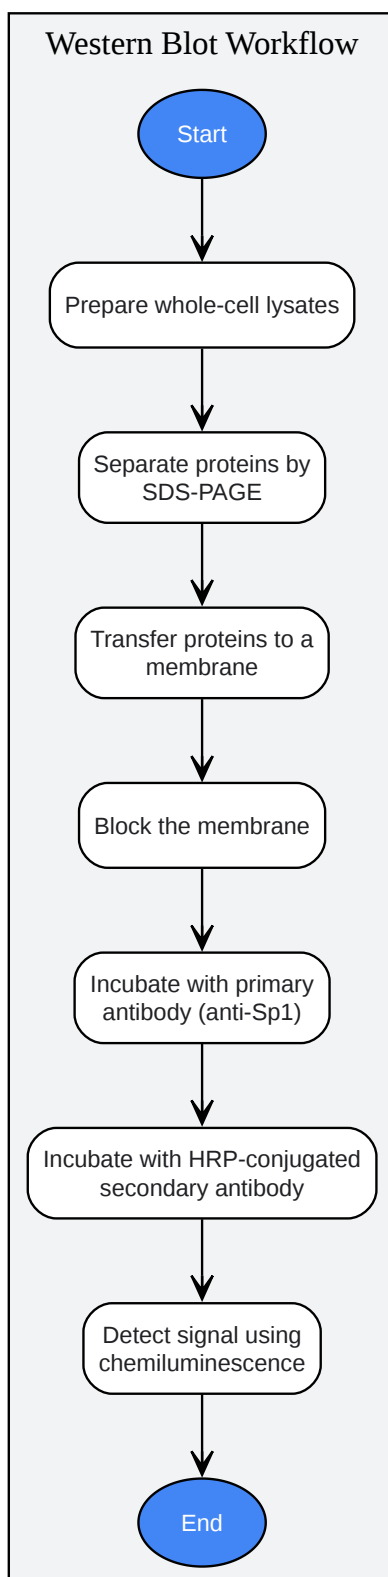 Western Blot Workflow
Start
Prepare whole-cell lysates
Separate proteins by
SDS-PAGE
Transfer proteins to a
membrane
Block the membrane
Incubate with primary
antibody (anti-Sp1)
Incubate with HRP-conjugated
secondary antibody
Detect signal using
chemiluminescence
End